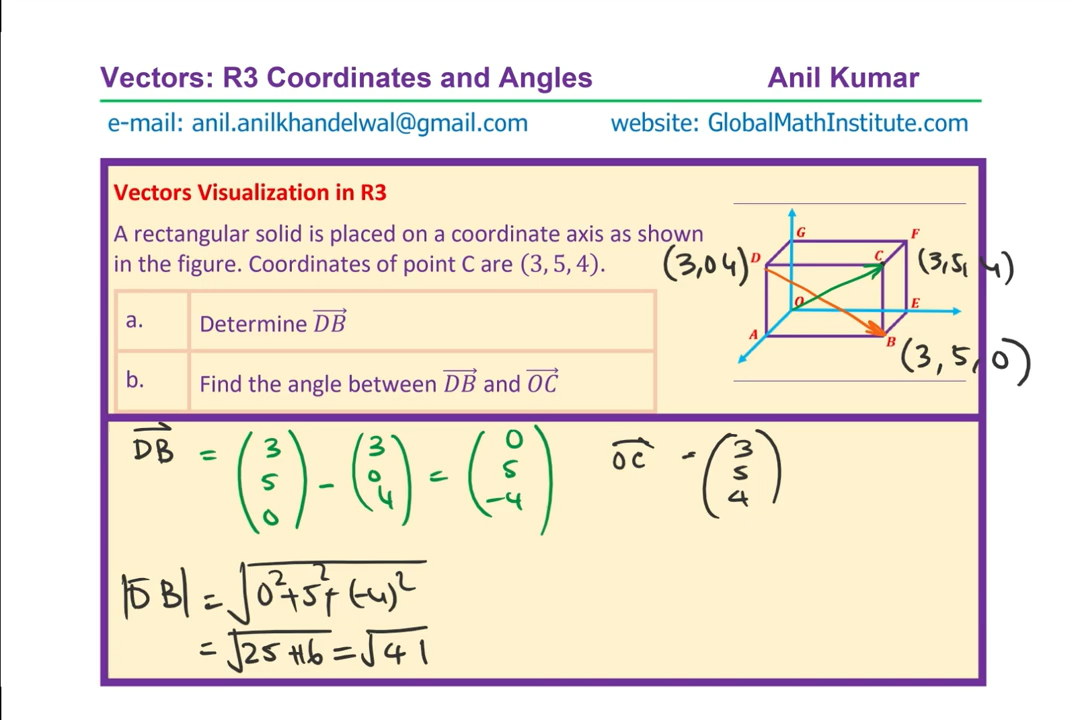 Vectors: R3 Coordinates and Angles Anil Kumar
e-mail: anil.anilkhandelwal@gmail.com website: GlobalMathInstitute.com
Vectors Visualization in R3
A rectangular solid is placed on a coordinate axis as shown
in the figure. Coordinates of point C are (3, 5, 4).
a. Determine DB
b. Find the angle between DB and OC
G
F
(3,04) D
C (3,5,4)
O
E
A
B (3,5,0)
DB = (3 5 0) - (3 0 4) = (0 5 -4) OC = (3 5 4)
|DB| = √0²+5²+(-4)²
= √25+16 = √41